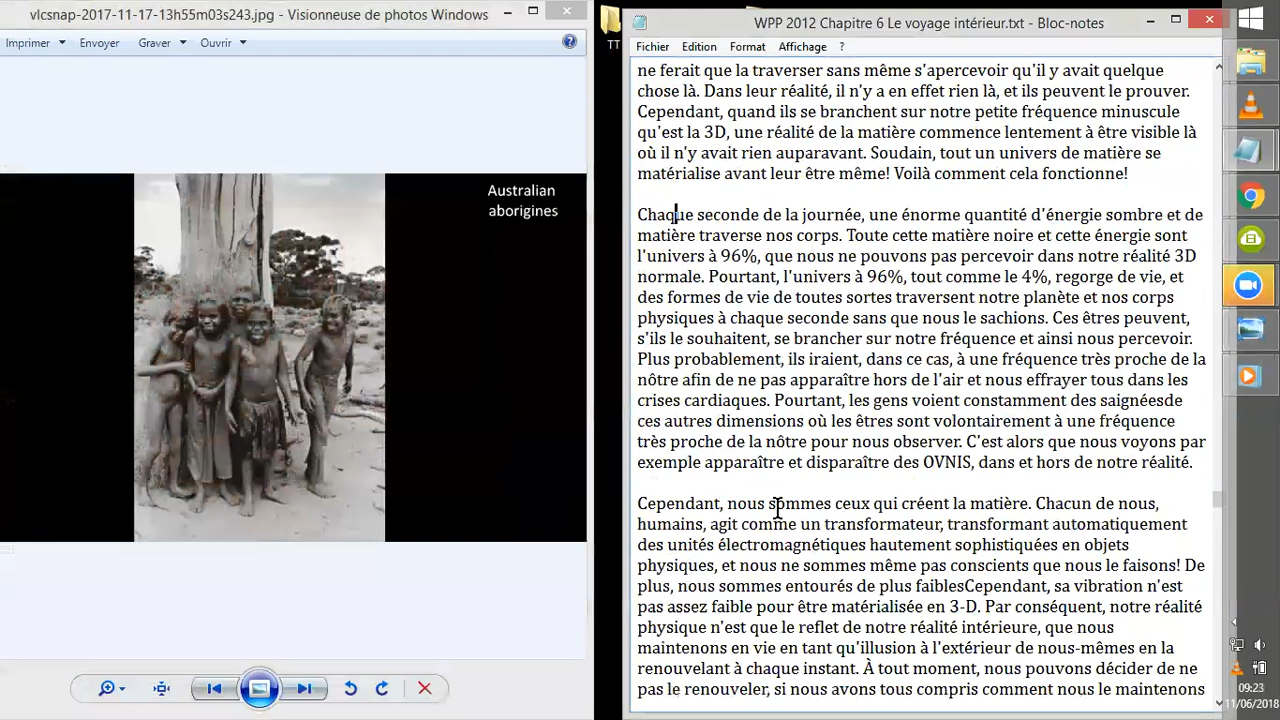 vlcsnap-2017-11-17-13h55m03s243.jpg - Visionneuse de photos Windows
Imprimer
Envoyer
Graver
Ouvrir
Australian
aborigines
TT
WPP 2012 Chapitre 6 Le voyage intérieur.txt - Bloc-notes
Fichier
Edition
Format
Affichage
?
ne ferait que la traverser sans même s'apercevoir qu'il y avait quelque
chose là. Dans leur réalité, il n'y a en effet rien là, et ils peuvent le prouver.
Cependant, quand ils se branchent sur notre petite fréquence minuscule
qu'est la 3D, une réalité de la matière commence lentement à être visible là
où il n'y avait rien auparavant. Soudain, tout un univers de matière se
matérialise avant leur être même! Voilà comment cela fonctionne!
Chaque seconde de la journée, une énorme quantité d'énergie sombre et de
matière traverse nos corps. Toute cette matière noire et cette énergie sont
l'univers à 96%, que nous ne pouvons pas percevoir dans notre réalité 3D
normale. Pourtant, l'univers à 96%, tout comme le 4%, regorge de vie, et
des formes de vie de toutes sortes traversent notre planète et nos corps
physiques à chaque seconde sans que nous le sachions. Ces êtres peuvent,
s'ils le souhaitent, se brancher sur notre fréquence et ainsi nous percevoir.
Plus probablement, ils iraient, dans ce cas, à une fréquence très proche de la
nôtre afin de ne pas apparaître hors de l'air et nous effrayer tous dans les
crises cardiaques. Pourtant, les gens voient constamment des saignéesde
ces autres dimensions où les êtres sont volontairement à une fréquence
très proche de la nôtre pour nous observer. C'est alors que nous voyons par
exemple apparaître et disparaître des OVNIS, dans et hors de notre réalité.
Cependant, nous sommes ceux qui créent la matière. Chacun de nous,
humains, agit comme un transformateur, transformant automatiquement
des unités électromagnétiques hautement sophistiquées en objets
physiques, et nous ne sommes même pas conscients que nous le faisons! De
plus, nous sommes entourés de plus faiblesCependant, sa vibration n'est
pas assez faible pour être matérialisée en 3-D. Par conséquent, notre réalité
physique n'est que le reflet de notre réalité intérieure, que nous
maintenons en vie en tant qu'illusion à l'extérieur de nous-mêmes en la
renouvelant à chaque instant. À tout moment, nous pouvons décider de ne
pas le renouveler, si nous avons tous compris comment nous le maintenons
09:23
11/06/2018